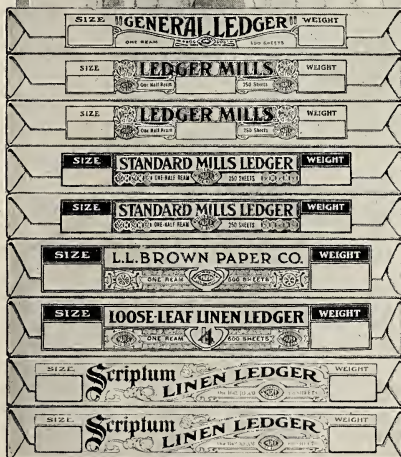 SIZE GENERAL LEDGER WEIGHT
ONE REAM 500 SHEETS
SIZE LEDGER MILLS WEIGHT
One Half Ream 250 Sheets
SIZE LEDGER MILLS WEIGHT
One Half Ream 250 Sheets
SIZE STANDARD MILLS LEDGER WEIGHT
ONE-HALF REAM 250 SHEETS
SIZE STANDARD MILLS LEDGER WEIGHT
ONE-HALF REAM 250 SHEETS
SIZE L.L. BROWN PAPER CO. WEIGHT
ONE REAM 500 SHEETS
SIZE LOOSE-LEAF LINEN LEDGER WEIGHT
ONE REAM 4 500 SHEETS
SIZE Scriptum LINEN LEDGER WEIGHT
SIZE Scriptum LINEN LEDGER WEIGHT